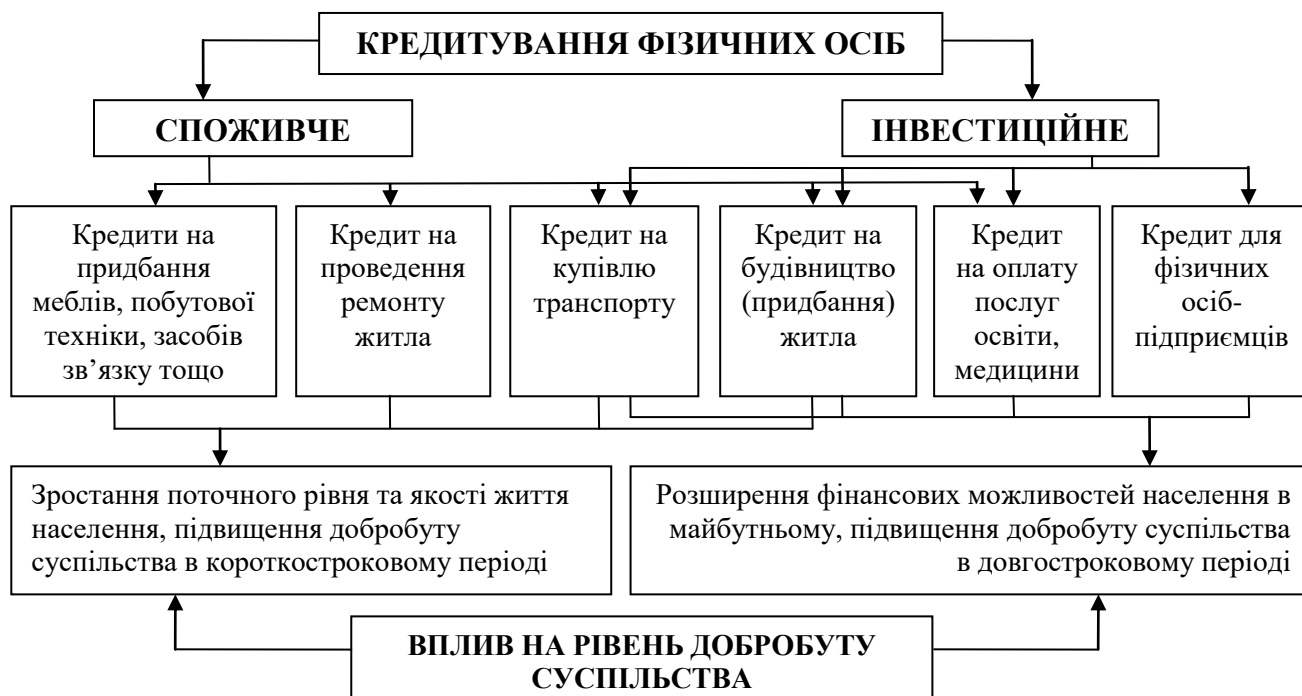 КРЕДИТУВАННЯ ФІЗИЧНИХ ОСІБ
СПОЖИВЧЕ
ІНВЕСТИЦІЙНЕ
Кредити на
придбання
меблів, побутової
техніки, засобів
зв’язку тощо
Кредит на
проведення
ремонту
житла
Кредит на
купівлю
транспорту
Кредит на
будівництво
(придбання)
житла
Кредит
на оплату
послуг
освіти,
медицини
Кредит для
фізичних
осіб-
підприємців
Зростання поточного рівня та якості життя
населення, підвищення добробуту
суспільства в короткостроковому періоді
Розширення фінансових можливостей населення в
майбутньому, підвищення добробуту суспільства
в довгостроковому періоді
ВПЛИВ НА РІВЕНЬ ДОБРОБУТУ
СУСПІЛЬСТВА